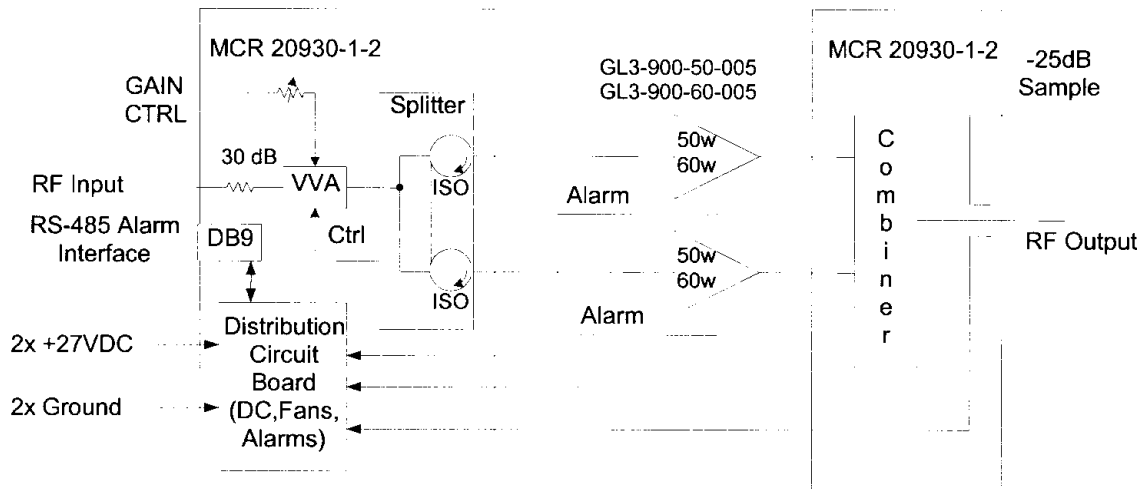 MCR 20930-1-2
GAIN
CTRL
Splitter
30 dB
RF Input
VVA
ISO
RS-485 Alarm
Interface
DB9
Ctrl
ISO
2x +27VDC
2x Ground
Distribution
Circuit
Board
(DC,Fans,
Alarms)
GL3-900-50-005
GL3-900-60-005
50w
60w
Alarm
50w
60w
Alarm
MCR 20930-1-2
Combiner
-25dB
Sample
RF Output